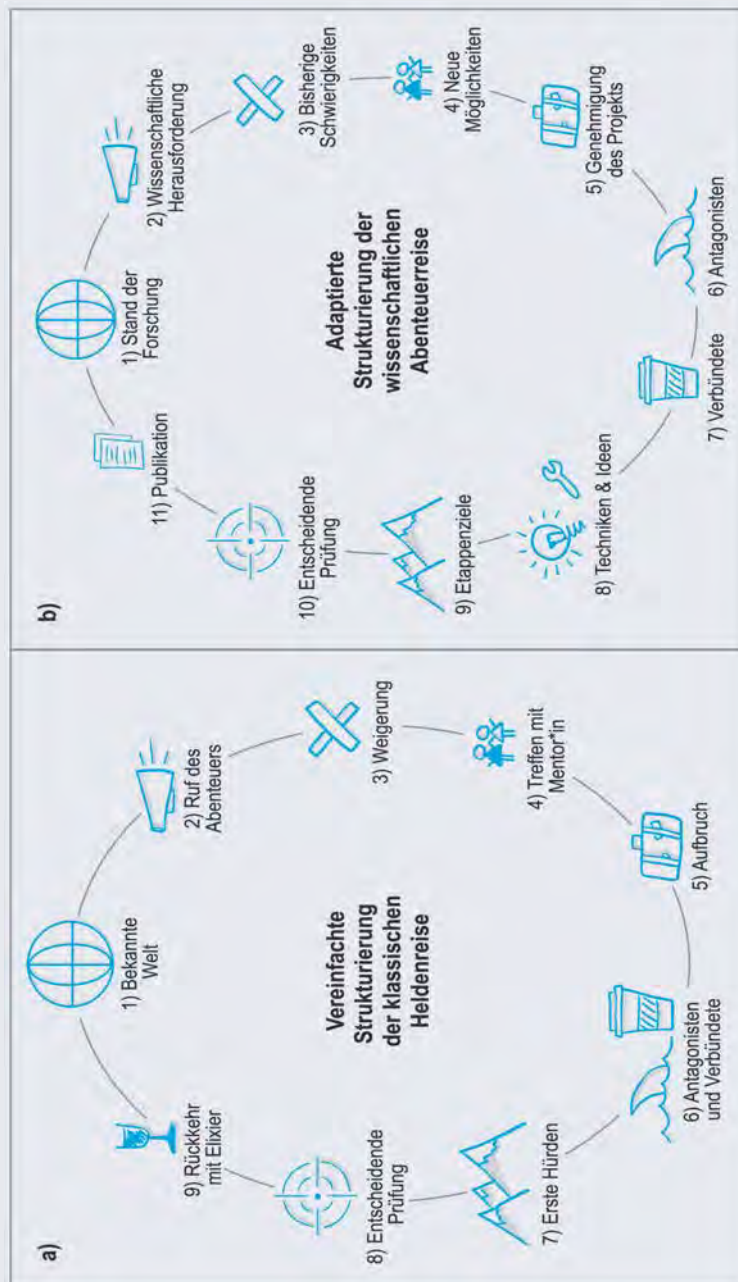 a)
Vereinfachte
Strukturierung
der klassischen
Heldenreise
1) Bekannte
Welt
2) Ruf des
Abenteuers
3) Weigerung
4) Treffen mit
Mentor*in
5) Aufbruch
6) Antagonisten
und Verbündete
7) Erste Hürden
8) Entscheidende
Prüfung
9) Rückkehr
mit Elixier
b)
Adaptierte
Strukturierung der
wissenschaftlichen
Abenteuerreise
1) Stand der
Forschung
2) Wissenschaftliche
Herausforderung
3) Bisherige
Schwierigkeiten
4) Neue
Möglichkeiten
5) Genehmigung
des Projekts
6) Antagonisten
7) Verbündete
8) Techniken & Ideen
9) Etappenziele
10) Entscheidende
Prüfung
11) Publikation